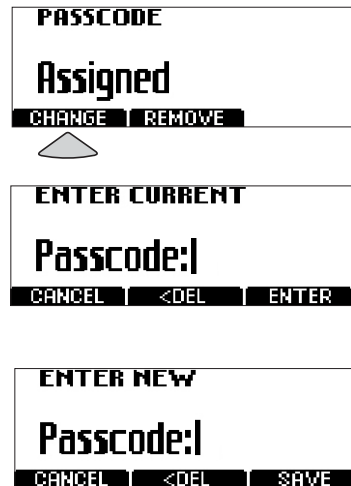 PASSCODE
Assigned
CHANGE REMOVE
ENTER CURRENT
Passcode:
CANCEL <DEL ENTER
ENTER NEW
Passcode:
CANCEL <DEL SAVE